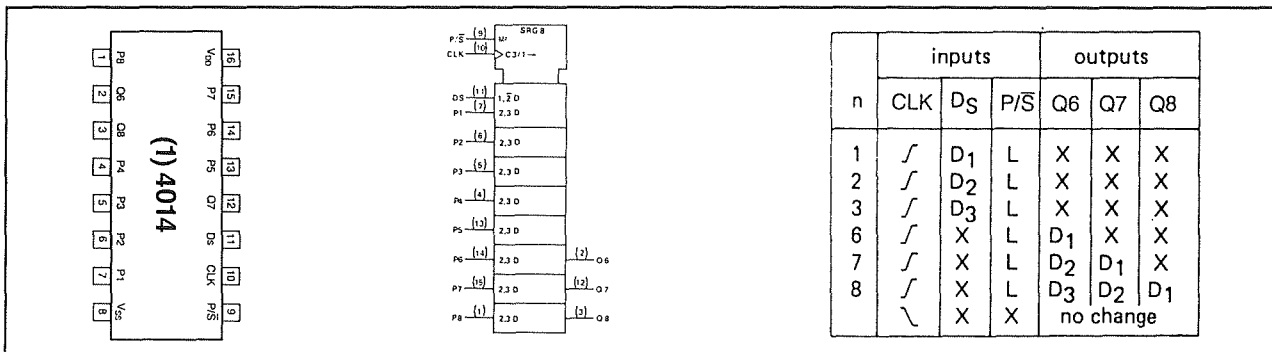 1 P8
2 Q6
3 Q8
4 P4
5 P3
6 P2
7 P1
8 VSS
(1) 4014
VDD 16
P7 15
P6 14
P5 13
Q7 12
Ds 11
CLK 10
P/S̅ 9
SRG 8
P/S̅ (9) M2
CLK (10) C3/1→
DS (11) 1,2̅ D
P1 (7) 2,3 D
P2 (6) 2,3 D
P3 (5) 2,3 D
P4 (4) 2,3 D
P5 (13) 2,3 D
P6 (14) 2,3 D (2) Q6
P7 (15) 2,3 D (12) Q7
P8 (1) 2,3 D (3) Q8
inputs outputs
n CLK DS P/S̅ Q6 Q7 Q8
1 ∫ D1 L X X X
2 ∫ D2 L X X X
3 ∫ D3 L X X X
6 ∫ X L D1 X X
7 ∫ X L D2 D1 X
8 ∫ X L D3 D2 D1
X X no change